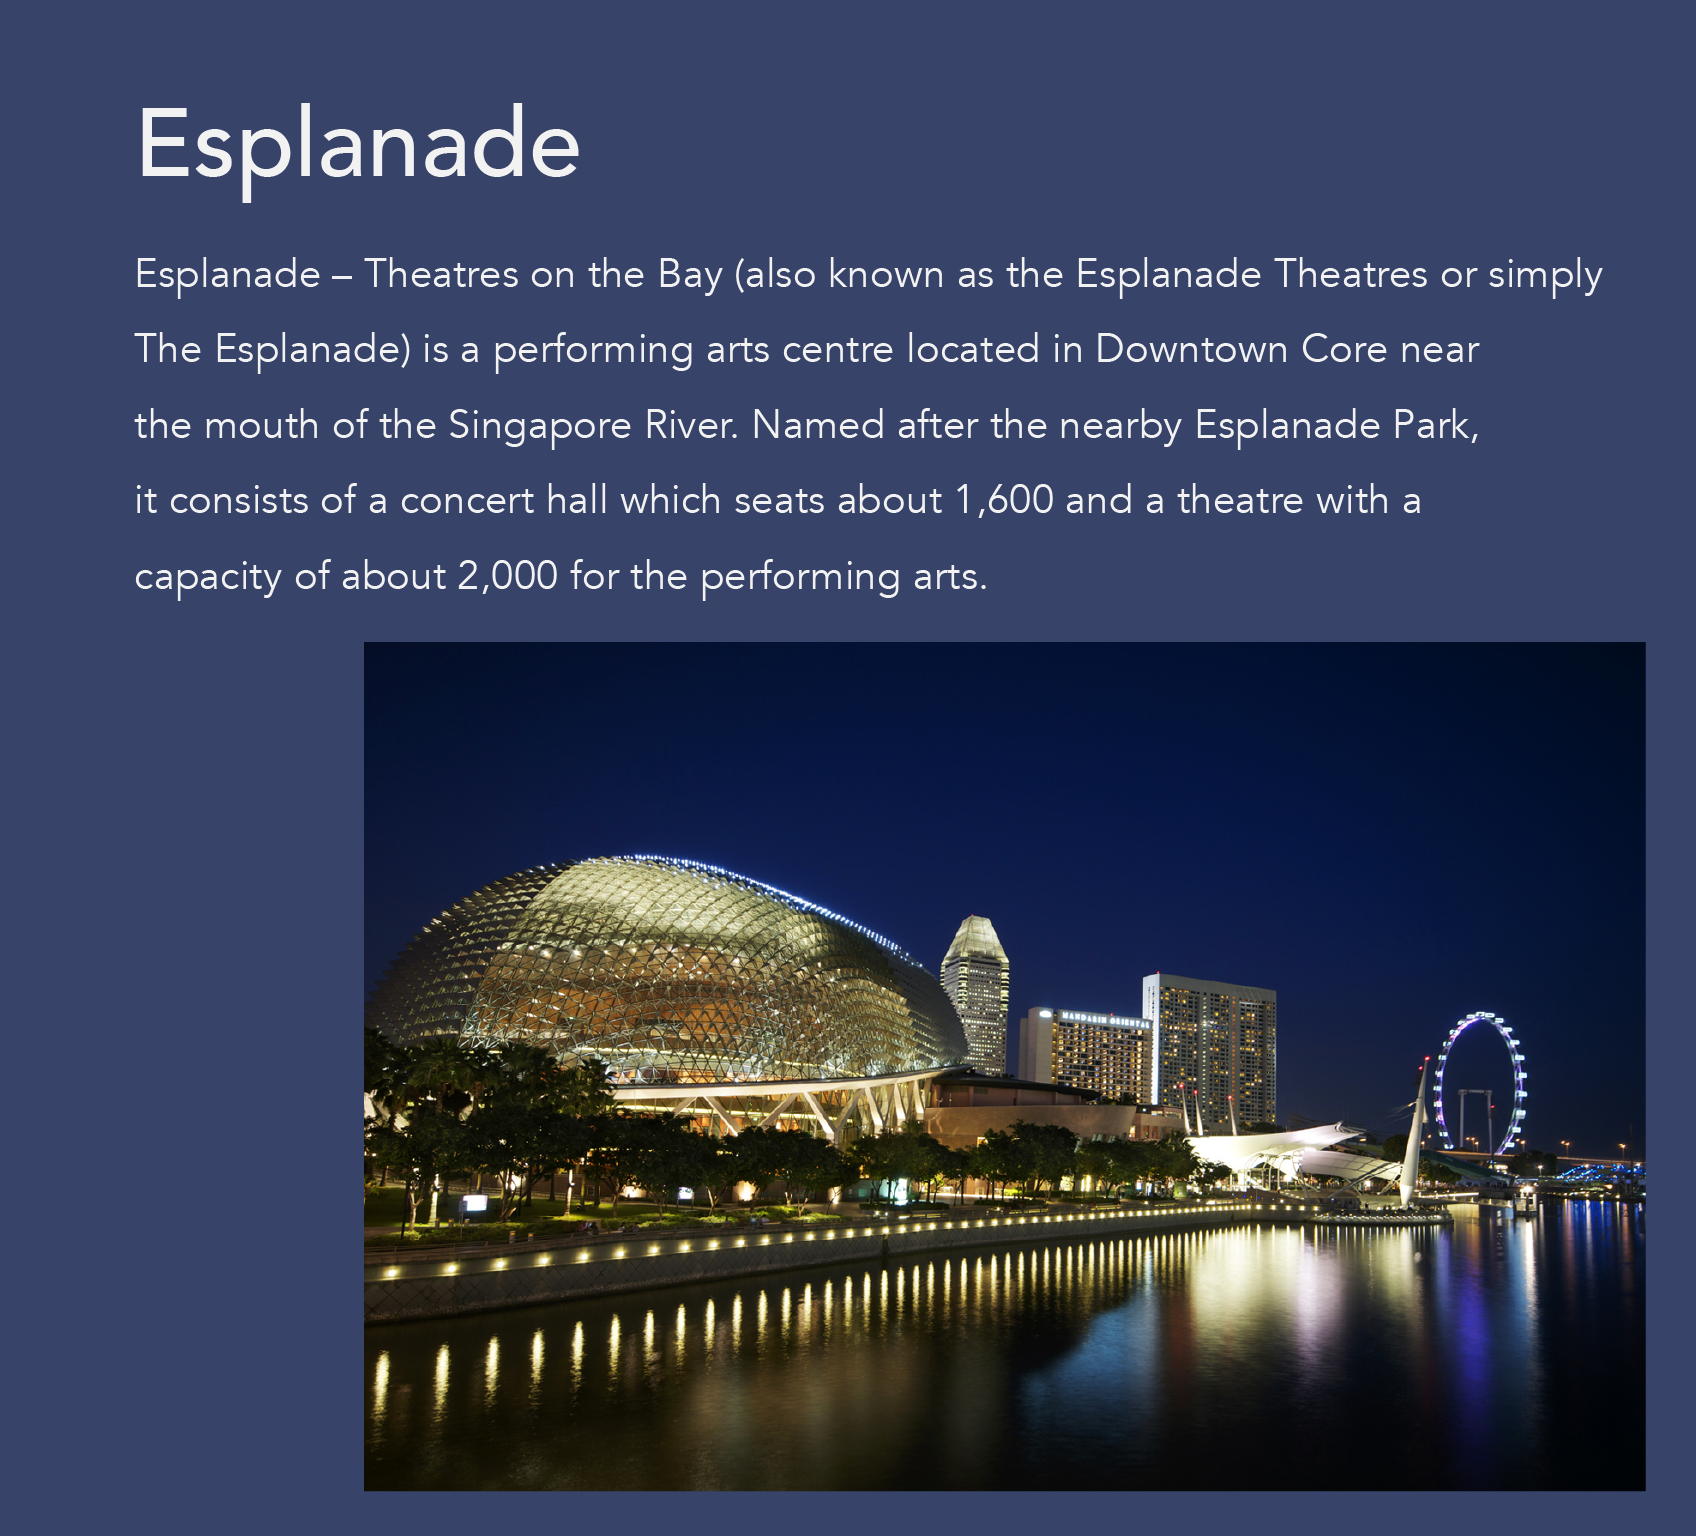 Esplanade
Esplanade – Theatres on the Bay (also known as the Esplanade Theatres or simply
The Esplanade) is a performing arts centre located in Downtown Core near
the mouth of the Singapore River. Named after the nearby Esplanade Park,
it consists of a concert hall which seats about 1,600 and a theatre with a
capacity of about 2,000 for the performing arts.
MANDARIN ORIENTAL